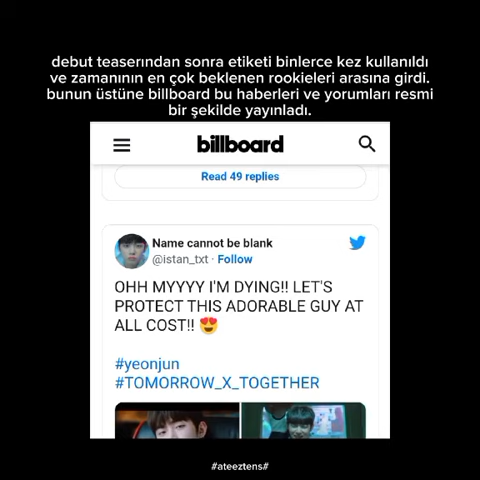 debut teaserından sonra etiketi binlerce kez kullanıldı
ve zamanının en çok beklenen rookieleri arasına girdi.
bunun üstüne billboard bu haberleri ve yorumları resmi
bir şekilde yayınladı.
billboard
Read 49 replies
Name cannot be blank
@istan_txt · Follow
OHH MYYYY I'M DYING!! LET'S
PROTECT THIS ADORABLE GUY AT
ALL COST!! 😍
#yeonjun
#TOMORROW_X_TOGETHER
#ateeztens#